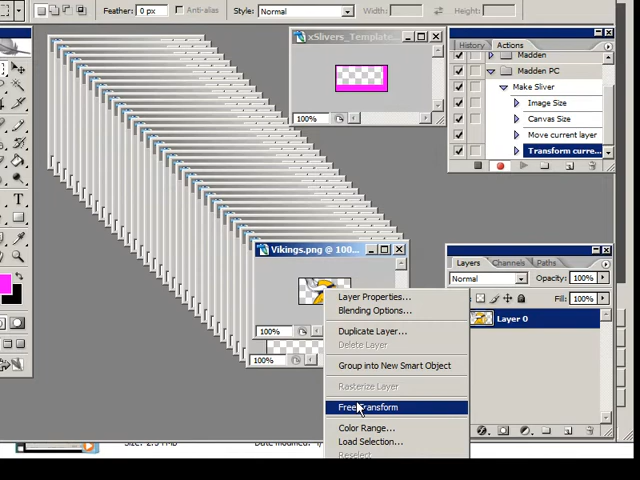 Feather: 0 px
Anti-alias
Style: Normal
Width:
Height:
xSlivers_Template...
100%
History
Actions
Madden
Madden PC
Make Sliver
Image Size
Canvas Size
Move current layer
Transform curre...
Vikings.png @ 100...
100%
100%
Layer Properties...
Blending Options...
Duplicate Layer...
Delete Layer
Group into New Smart Object
Rasterize Layer
Free Transform
Color Range...
Load Selection...
Reselect
Layers
Channels
Paths
Normal
Opacity: 100%
Fill: 100%
Layer 0